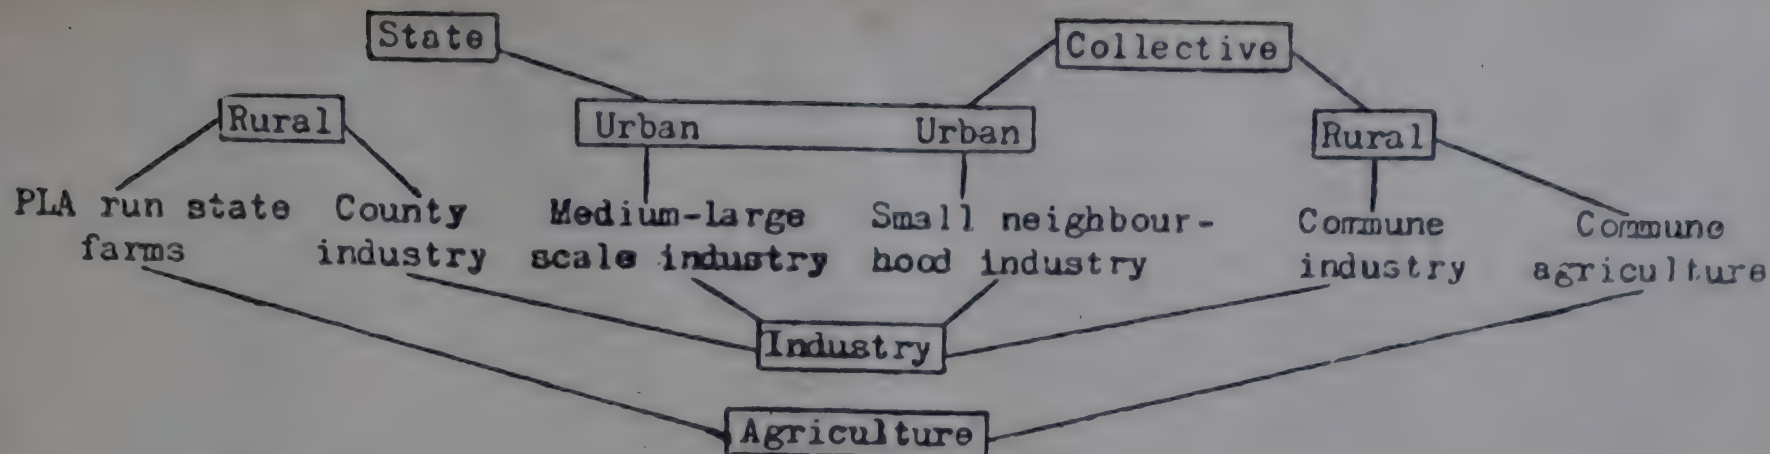 State
Collective
Rural
Urban Urban
Rural
PLA run state
farms
County
industry
Medium-large
scale industry
Small neighbour-
hood industry
Commune
industry
Commune
agriculture
Industry
Agriculture